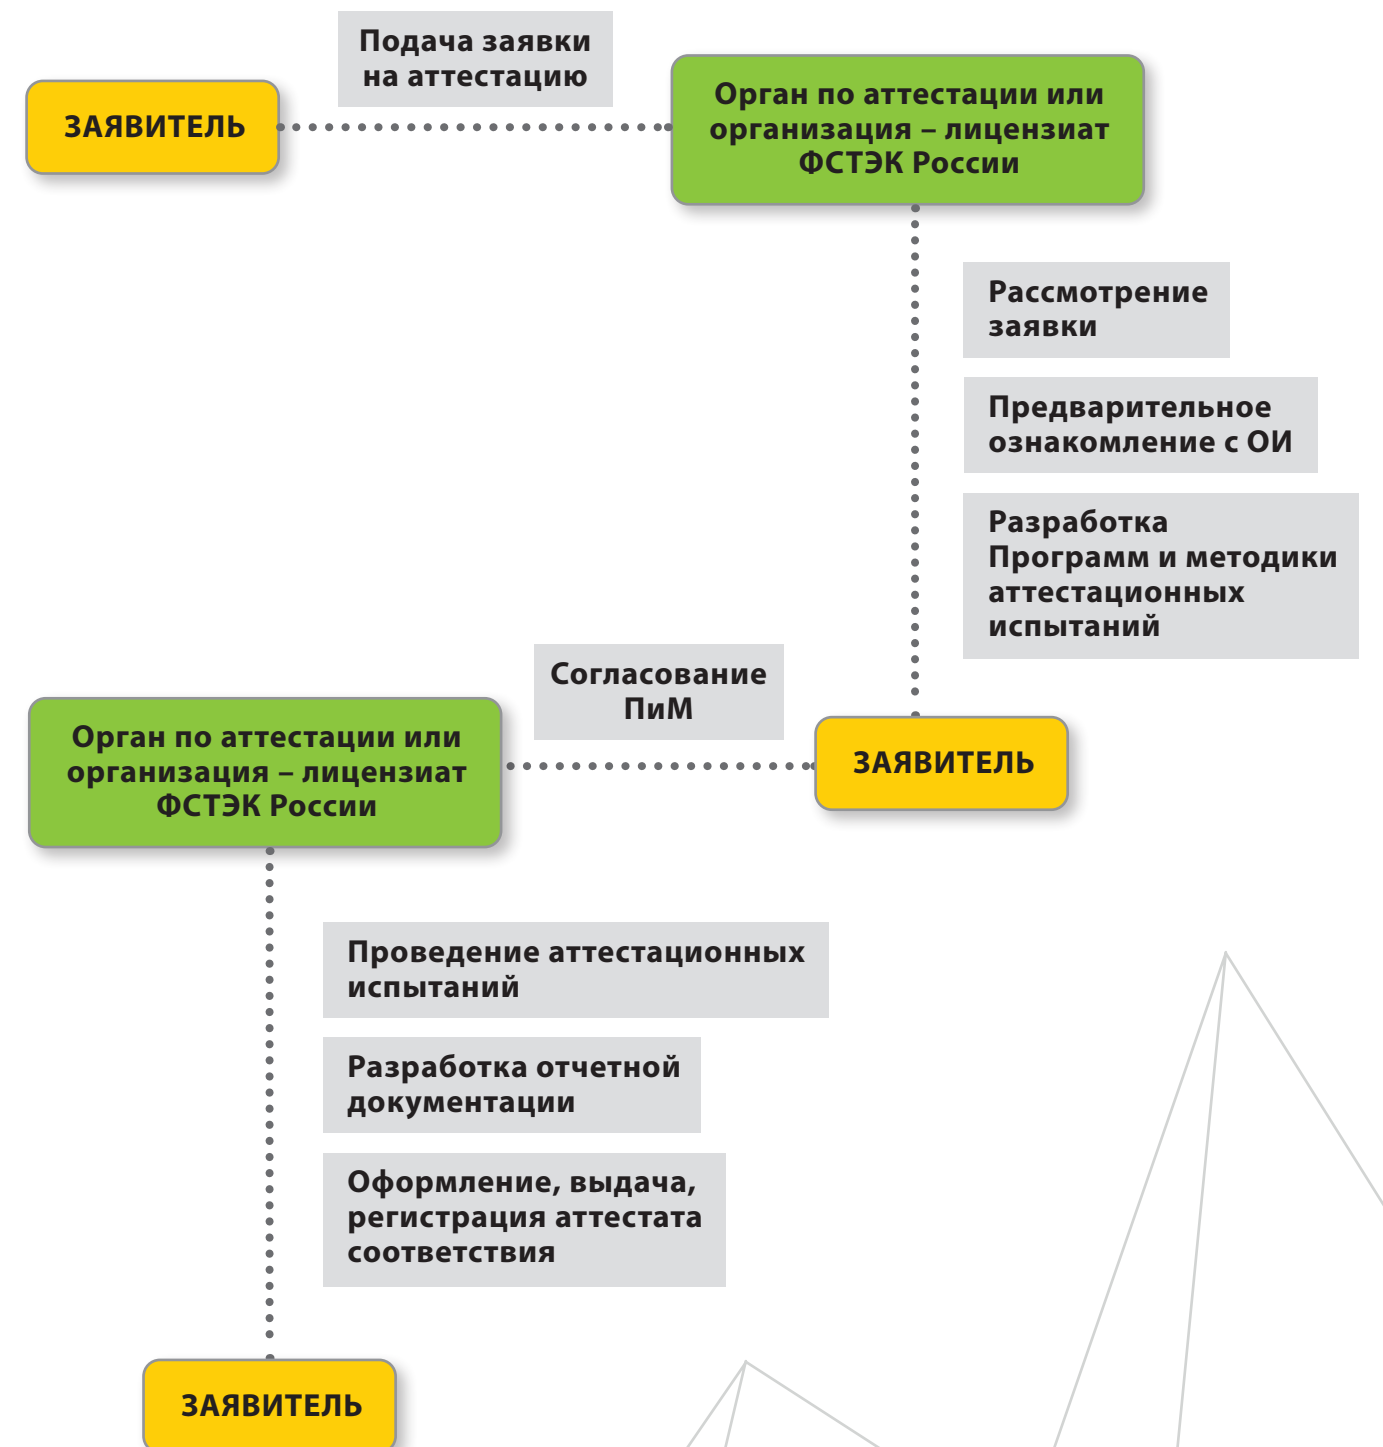 Подача заявки
на аттестацию
ЗАЯВИТЕЛЬ
Орган по аттестации или
организация – лицензиат
ФСТЭК России
Рассмотрение
заявки
Предварительное
ознакомление с ОИ
Разработка
Программ и методики
аттестационных
испытаний
Согласование
ПиМ
ЗАЯВИТЕЛЬ
Орган по аттестации или
организация – лицензиат
ФСТЭК России
Проведение аттестационных
испытаний
Разработка отчетной
документации
Оформление, выдача,
регистрация аттестата
соответствия
ЗАЯВИТЕЛЬ